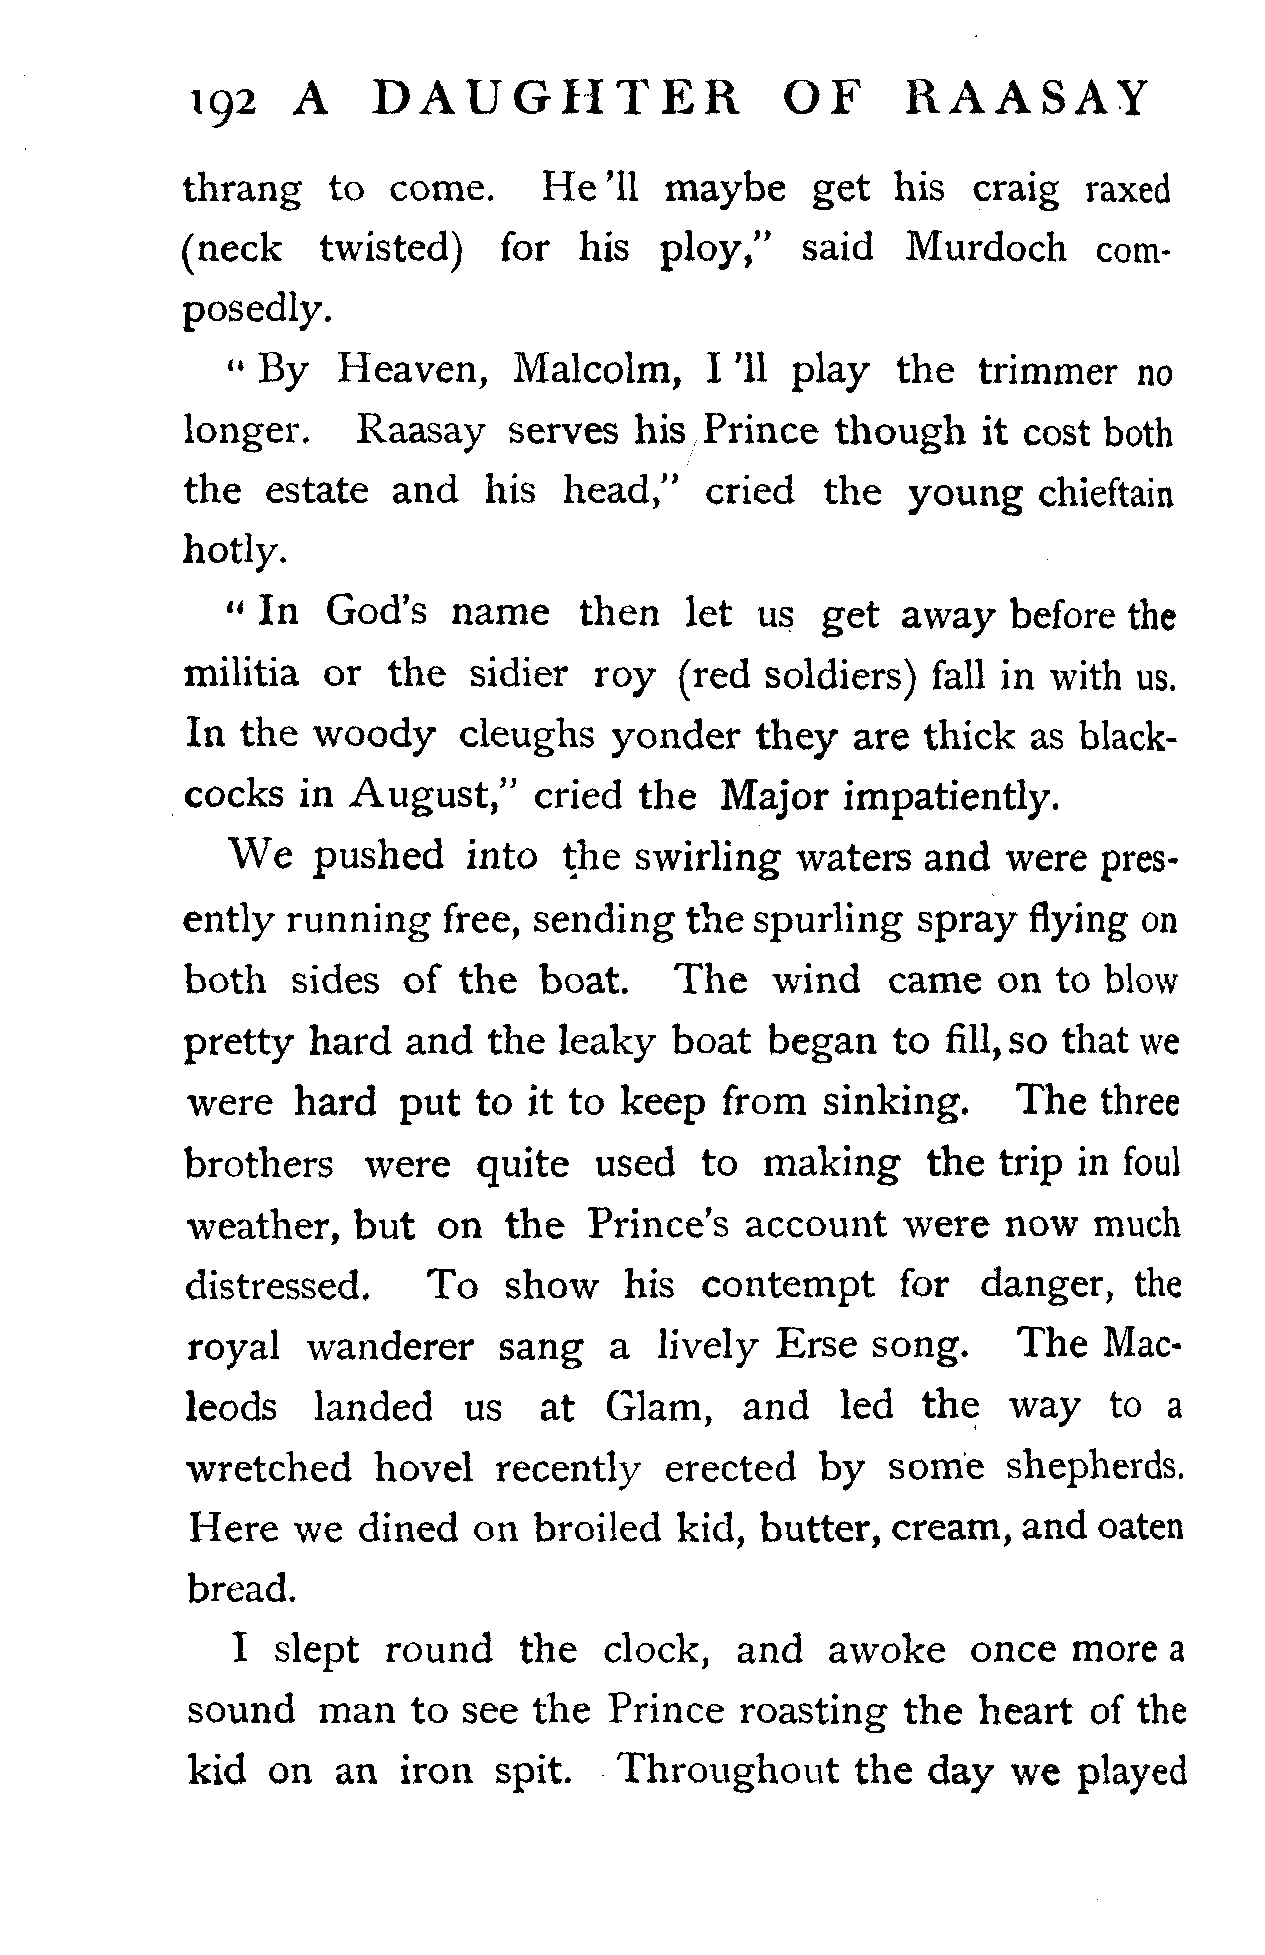 192 A DAUGHTER OF RAASAY
thrang to come. He 'll maybe get his craig raxed
(neck twisted) for his ploy," said Murdoch com-
posedly.
" By Heaven, Malcolm, I 'll play the trimmer no
longer. Raasay serves his Prince though it cost both
the estate and his head," cried the young chieftain
hotly.
" In God's name then let us get away before the
militia or the sidier roy (red soldiers) fall in with us.
In the woody cleughs yonder they are thick as black-
cocks in August," cried the Major impatiently.
We pushed into the swirling waters and were pres-
ently running free, sending the spurling spray flying on
both sides of the boat. The wind came on to blow
pretty hard and the leaky boat began to fill, so that we
were hard put to it to keep from sinking. The three
brothers were quite used to making the trip in foul
weather, but on the Prince's account were now much
distressed. To show his contempt for danger, the
royal wanderer sang a lively Erse song. The Mac-
leods landed us at Glam, and led the way to a
wretched hovel recently erected by some shepherds.
Here we dined on broiled kid, butter, cream, and oaten
bread.
I slept round the clock, and awoke once more a
sound man to see the Prince roasting the heart of the
kid on an iron spit. Throughout the day we played